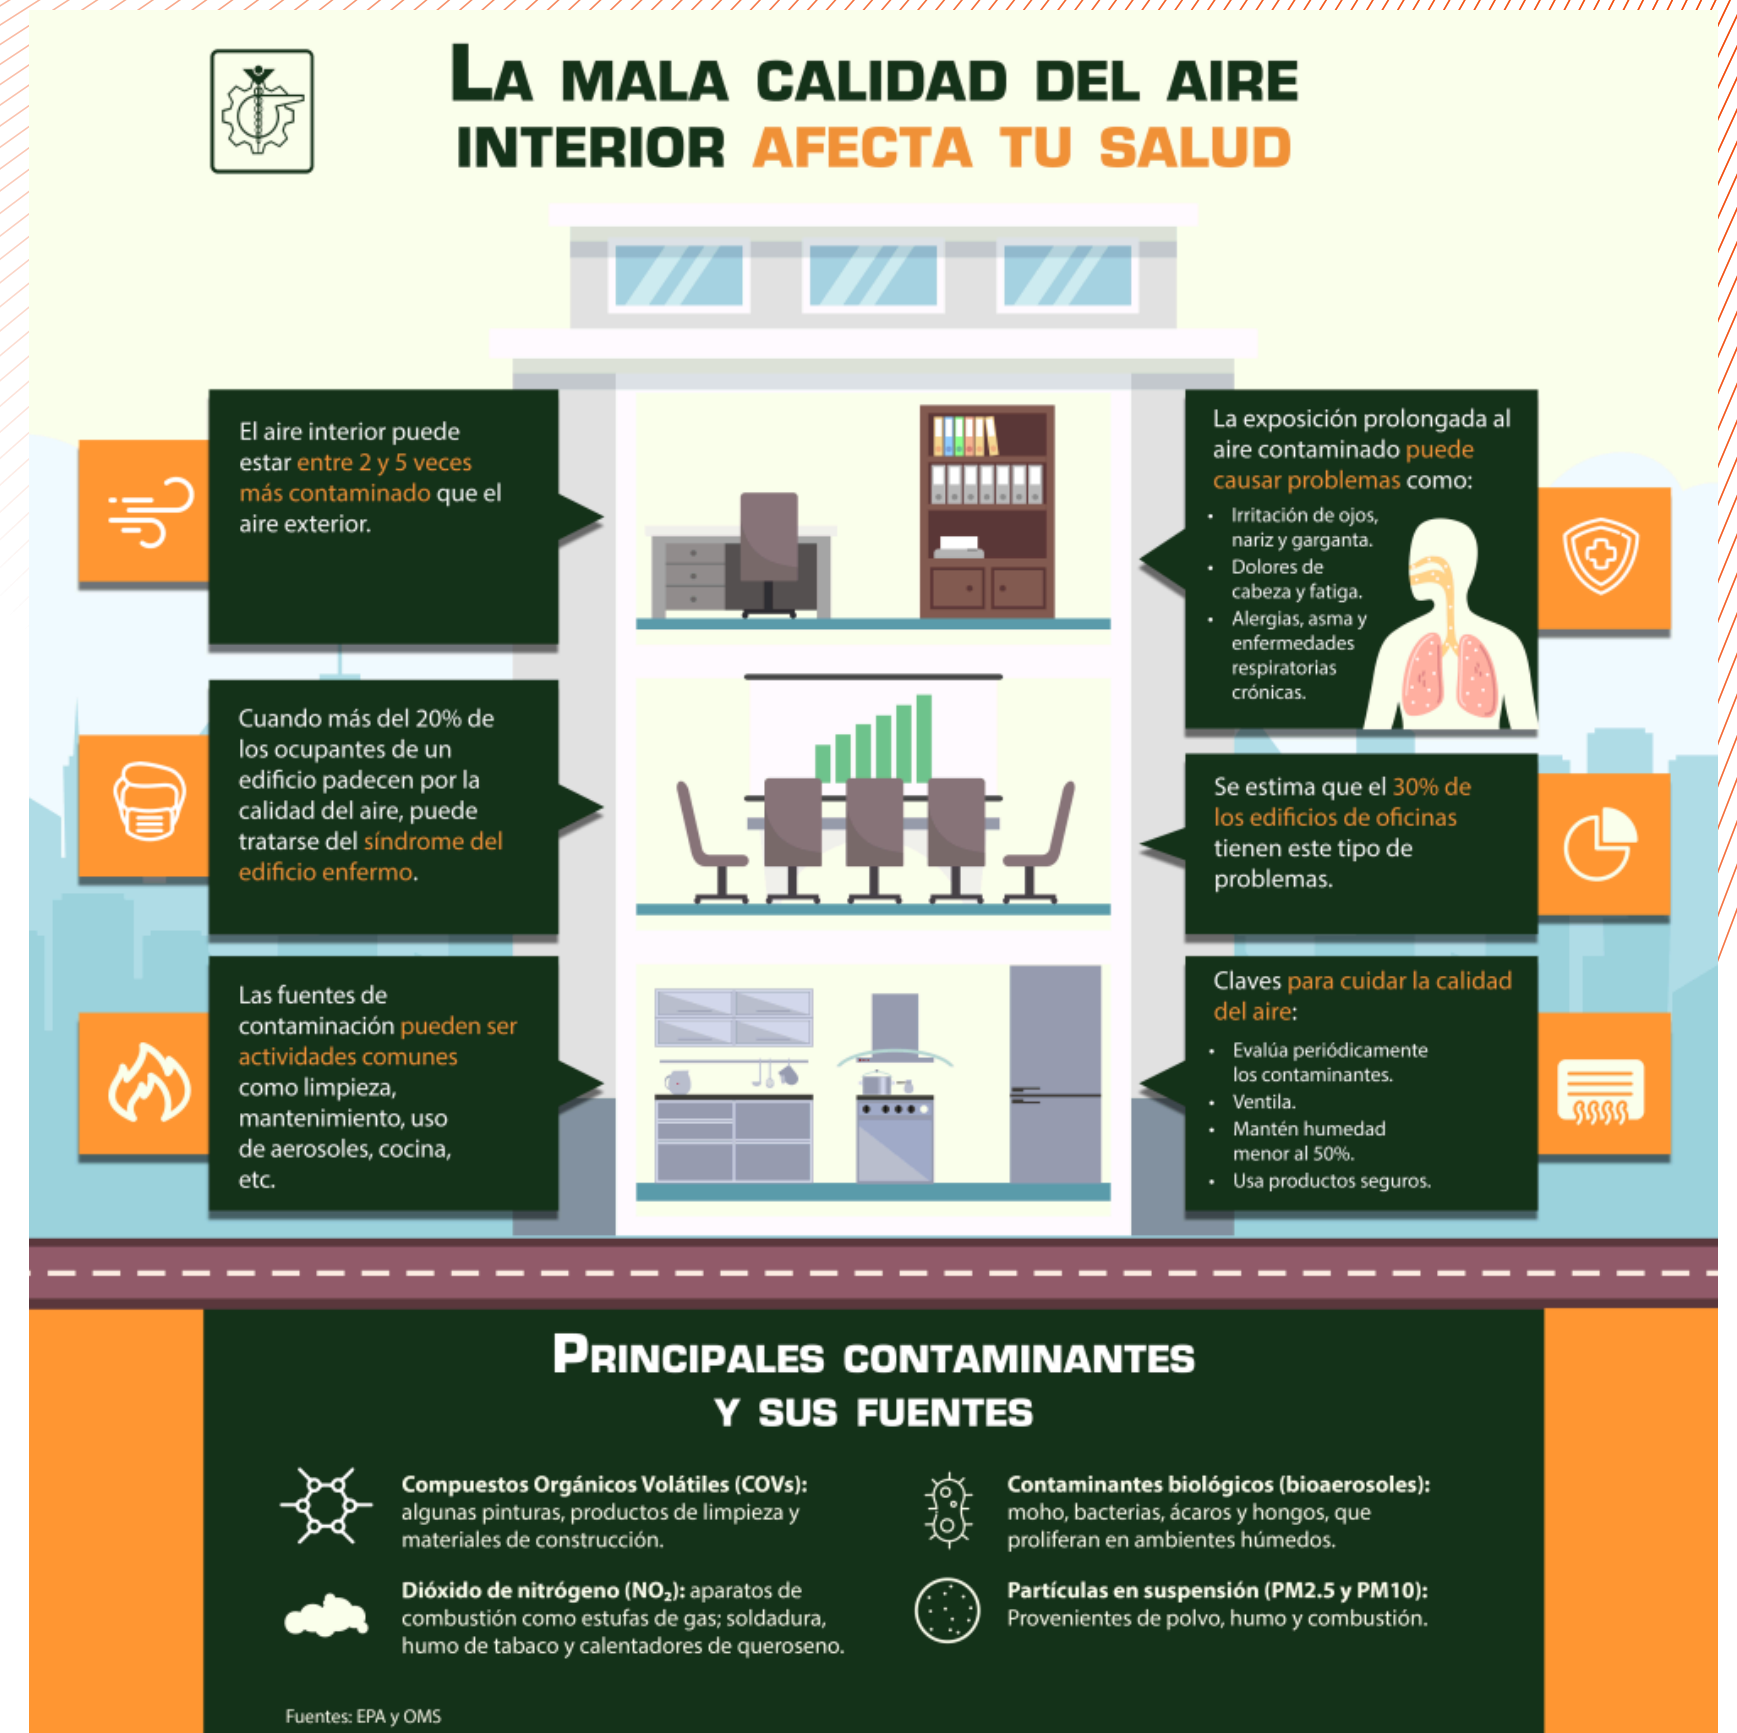 LA MALA CALIDAD DEL AIRE
INTERIOR AFECTA TU SALUD
El aire interior puede
estar entre 2 y 5 veces
más contaminado que el
aire exterior.
Cuando más del 20% de
los ocupantes de un
edificio padecen por la
calidad del aire, puede
tratarse del síndrome del
edificio enfermo.
Las fuentes de
contaminación pueden ser
actividades comunes
como limpieza,
mantenimiento, uso
de aerosoles, cocina,
etc.
La exposición prolongada al
aire contaminado puede
causar problemas como:
• Irritación de ojos,
nariz y garganta.
• Dolores de
cabeza y fatiga.
• Alergias, asma y
enfermedades
respiratorias
crónicas.
Se estima que el 30% de
los edificios de oficinas
tienen este tipo de
problemas.
Claves para cuidar la calidad
del aire:
• Evalúa periódicamente
los contaminantes.
• Ventila.
• Mantén humedad
menor al 50%.
• Usa productos seguros.
PRINCIPALES CONTAMINANTES
Y SUS FUENTES
Compuestos Orgánicos Volátiles (COVs):
algunas pinturas, productos de limpieza y
materiales de construcción.
Dióxido de nitrógeno (NO₂): aparatos de
combustión como estufas de gas; soldadura,
humo de tabaco y calentadores de queroseno.
Contaminantes biológicos (bioaerosoles):
moho, bacterias, ácaros y hongos, que
proliferan en ambientes húmedos.
Partículas en suspensión (PM2.5 y PM10):
Provenientes de polvo, humo y combustión.
Fuentes: EPA y OMS